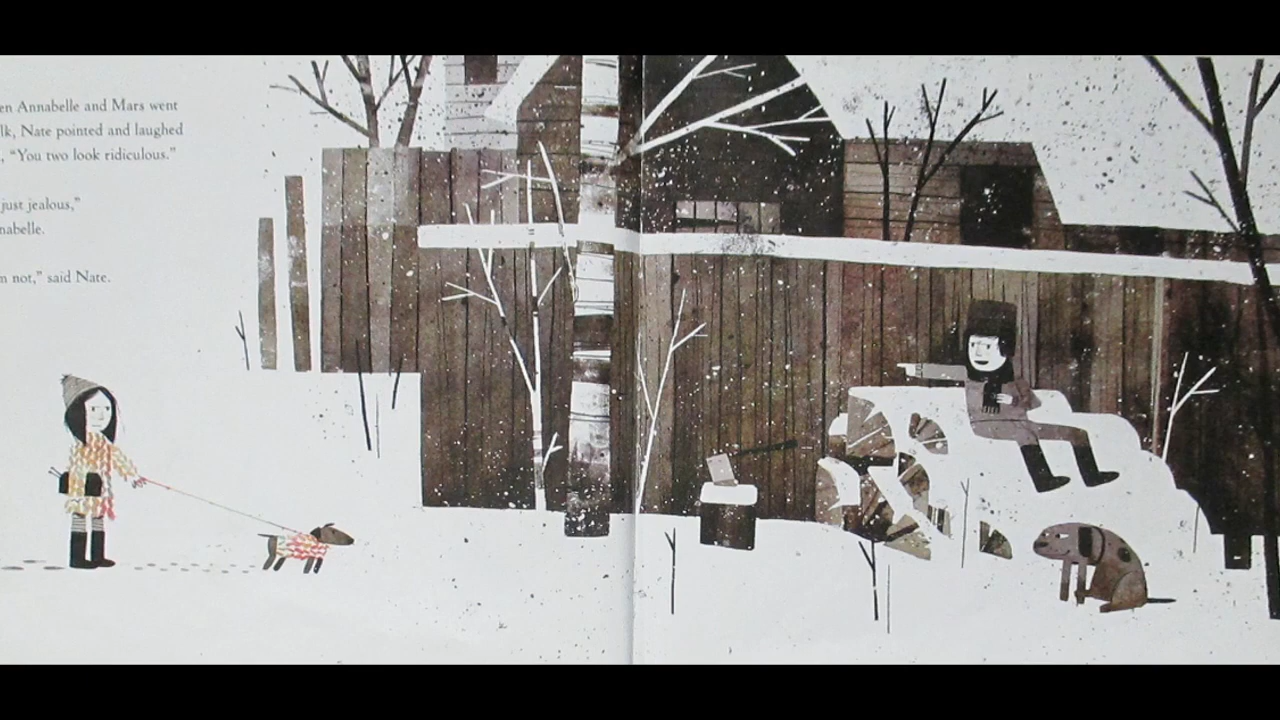 en Annabelle and Mars went
lk, Nate pointed and laughed
, “You two look ridiculous.”
just jealous,”
nabelle.
m not,” said Nate.